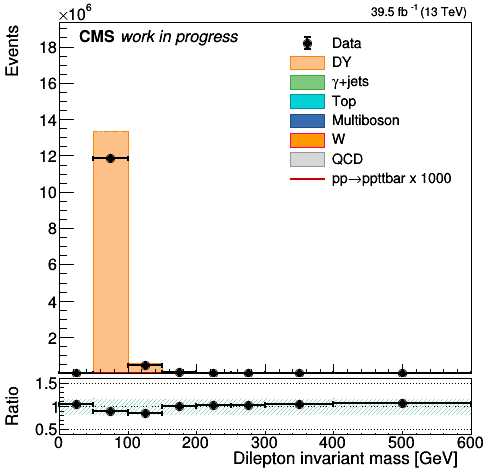 ×10⁶
39.5 fb⁻¹ (13 TeV)
Events
CMS work in progress
18
16
14
12
10
8
6
4
2
Data
DY
γ+jets
Top
Multiboson
W
QCD
pp→ppttbar x 1000
Ratio
1.5
1
0.5
0 100 200 300 400 500 600
Dilepton invariant mass [GeV]